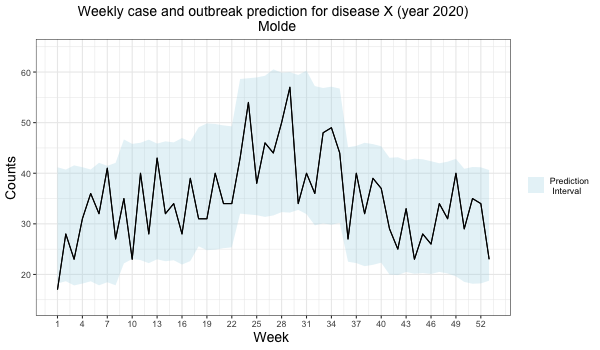 Weekly case and outbreak prediction for disease X (year 2020)
Molde
60
50
40
30
20
Counts
1 4 7 10 13 16 19 22 25 28 31 34 37 40 43 46 49 52
Week
Prediction
Interval